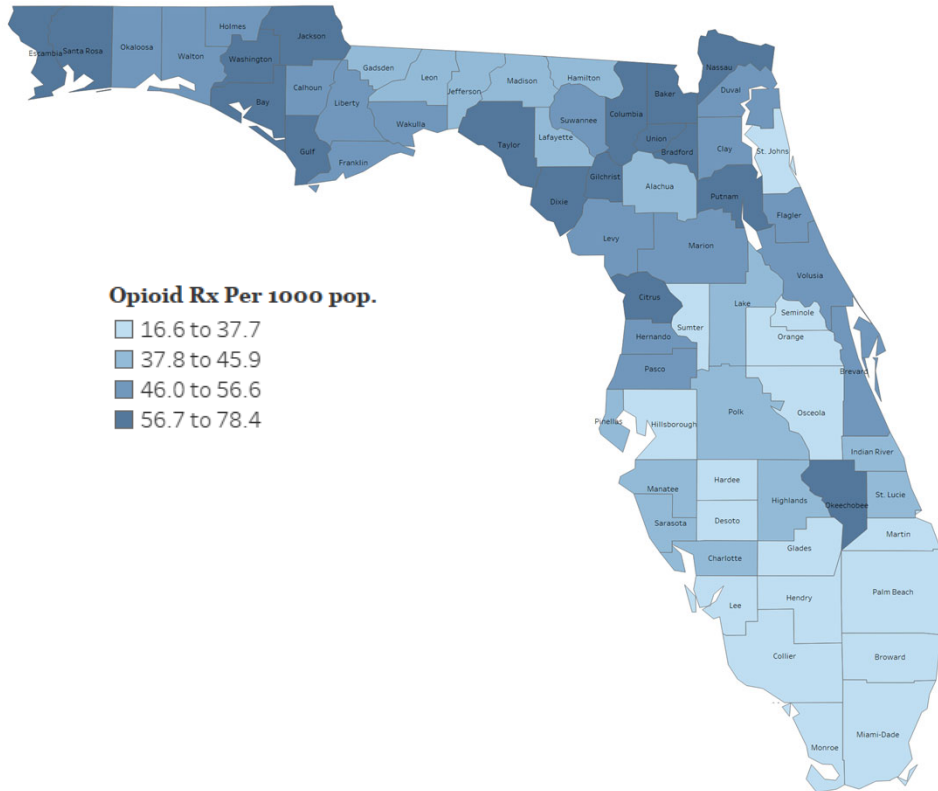 Holmes
Escambia
Santa Rosa
Okaloosa
Walton
Jackson
Washington
Bay
Calhoun
Gulf
Liberty
Franklin
Gadsden
Leon
Wakulla
Jefferson
Madison
Hamilton
Taylor
Lafayette
Suwannee
Columbia
Baker
Nassau
Duval
Union
Bradford
Clay
St. Johns
Dixie
Gilchrist
Alachua
Putnam
Flagler
Levy
Marion
Volusia
Citrus
Sumter
Lake
Seminole
Orange
Hernando
Pasco
Brevard
Pinellas
Hillsborough
Polk
Osceola
Indian River
Manatee
Hardee
Highlands
Okeechobee
St. Lucie
Sarasota
Desoto
Martin
Charlotte
Glades
Lee
Hendry
Palm Beach
Collier
Broward
Monroe
Miami-Dade
Opioid Rx Per 1000 pop.
16.6 to 37.7
37.8 to 45.9
46.0 to 56.6
56.7 to 78.4